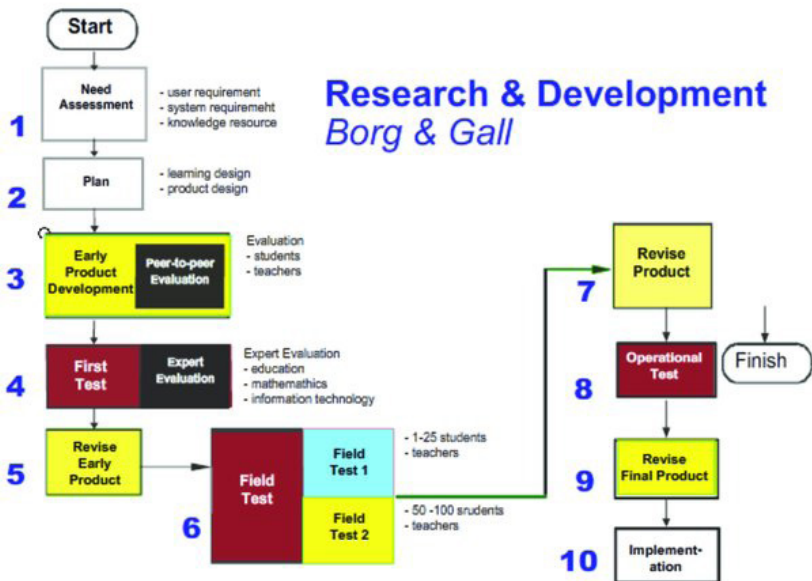 Start
Research & Development
Borg & Gall
1
Need
Assessment
- user requirement
- system requiremeht
- knowledge resource
2
Plan
- learning design
- product design
3
Early
Product
Development
Peer-to-peer
Evaluation
Evaluation
- students
- teachers
4
First
Test
Expert
Evaluation
Expert Evaluation
- education
- mathemathics
- information technology
5
Revise
Early
Product
6
Field
Test
Field
Test 1
- 1-25 students
- teachers
Field
Test 2
- 50 -100 srudents
- teachers
7
Revise
Product
8
Operational
Test
Finish
9
Revise
Final Product
10
Implement-
ation